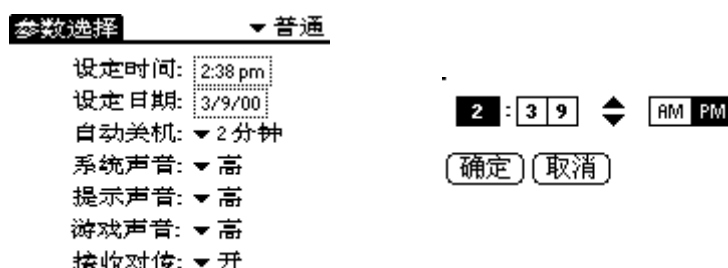 参数选择 普通
设定时间: 2:38 pm
设定日期: 3/9/00
自动关机: 2 分钟
系统声音: 高
提示声音: 高
游戏声音: 高
接收对传: 开
2 : 3 9 AM PM
确定 取消